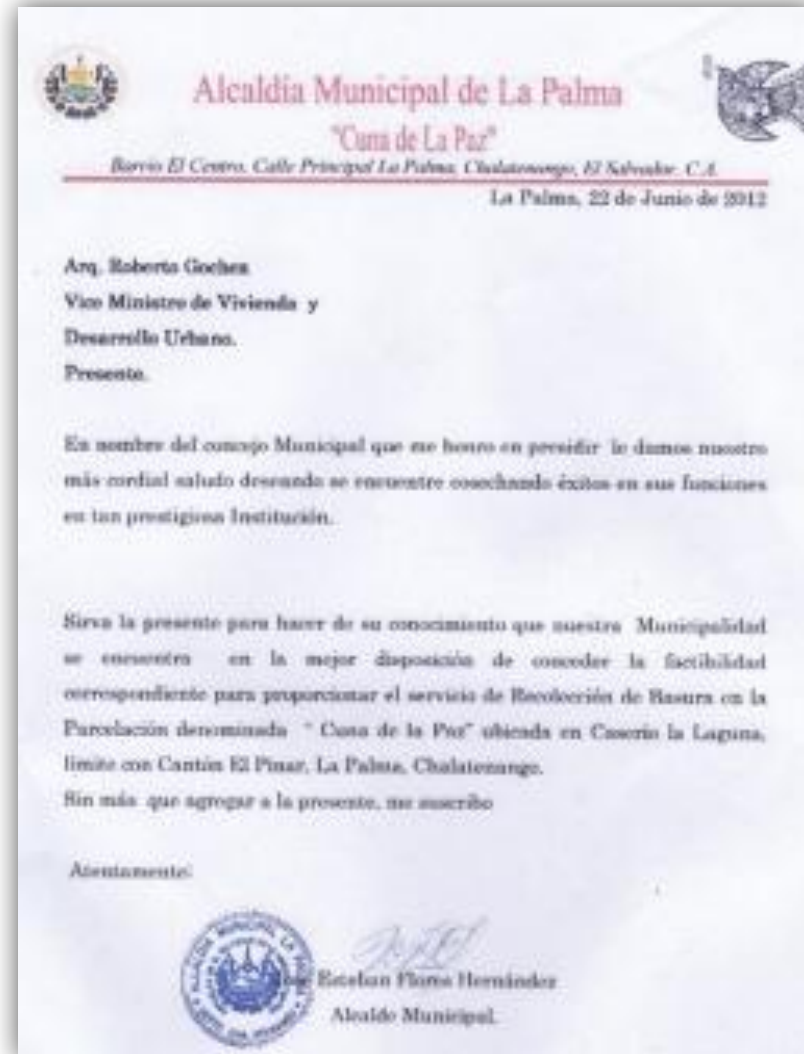 Alcaldía Municipal de La Palma
"Cuna de La Paz"
Barrio El Centro, Calle Principal La Palma, Chalatenango, El Salvador. C.A.
La Palma, 22 de Junio de 2012
Arq. Roberto Gochez
Vice Ministro de Vivienda y
Desarrollo Urbano.
Presente.
En nombre del concejo Municipal que me honro en presidir le damos nuestro
más cordial saludo deseando se encuentre cosechando éxitos en sus funciones
en tan prestigiosa Institución.
Sirva la presente para hacer de su conocimiento que nuestra Municipalidad
se encuentra en la mejor disposición de conceder la factibilidad
correspondiente para proporcionar el servicio de Recolección de Basura en la
Parcelación denominada " Cuna de la Paz" ubicada en Caserío la Laguna,
límite con Cantón El Pinar, La Palma, Chalatenango.
Sin más que agregar a la presente, me suscribo
Atentamente:
Esteban Flores Hernández
Alcalde Municipal.
ALCALDIA MUNICIPAL LA